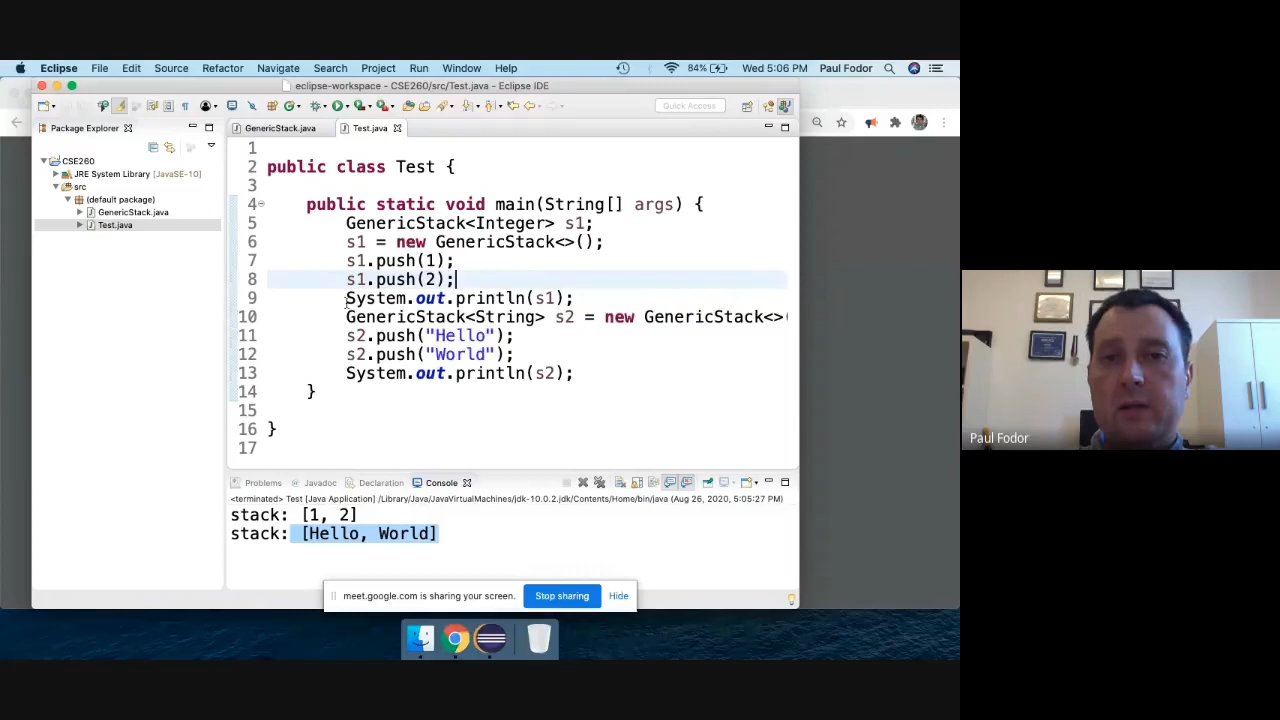 Eclipse File Edit Source Refactor Navigate Search Project Run Window Help 84% Wed 5:06 PM Paul Fodor
eclipse-workspace - CSE260/src/Test.java - Eclipse IDE
Quick Access
Package Explorer
GenericStack.java
Test.java
CSE260
JRE System Library [JavaSE-10]
src
(default package)
GenericStack.java
Test.java
1
2 public class Test {
3
4 public static void main(String[] args) {
5 GenericStack<Integer> s1;
6 s1 = new GenericStack<>();
7 s1.push(1);
8 s1.push(2);
9 System.out.println(s1);
10 GenericStack<String> s2 = new GenericStack<>(
11 s2.push("Hello");
12 s2.push("World");
13 System.out.println(s2);
14 }
15
16 }
17
Problems Javadoc Declaration Console
<terminated> Test [Java Application] /Library/Java/JavaVirtualMachines/jdk-10.0.2.jdk/Contents/Home/bin/java (Aug 26, 2020, 5:05:27 PM)
stack: [1, 2]
stack: [Hello, World]
meet.google.com is sharing your screen. Stop sharing Hide
Paul Fodor